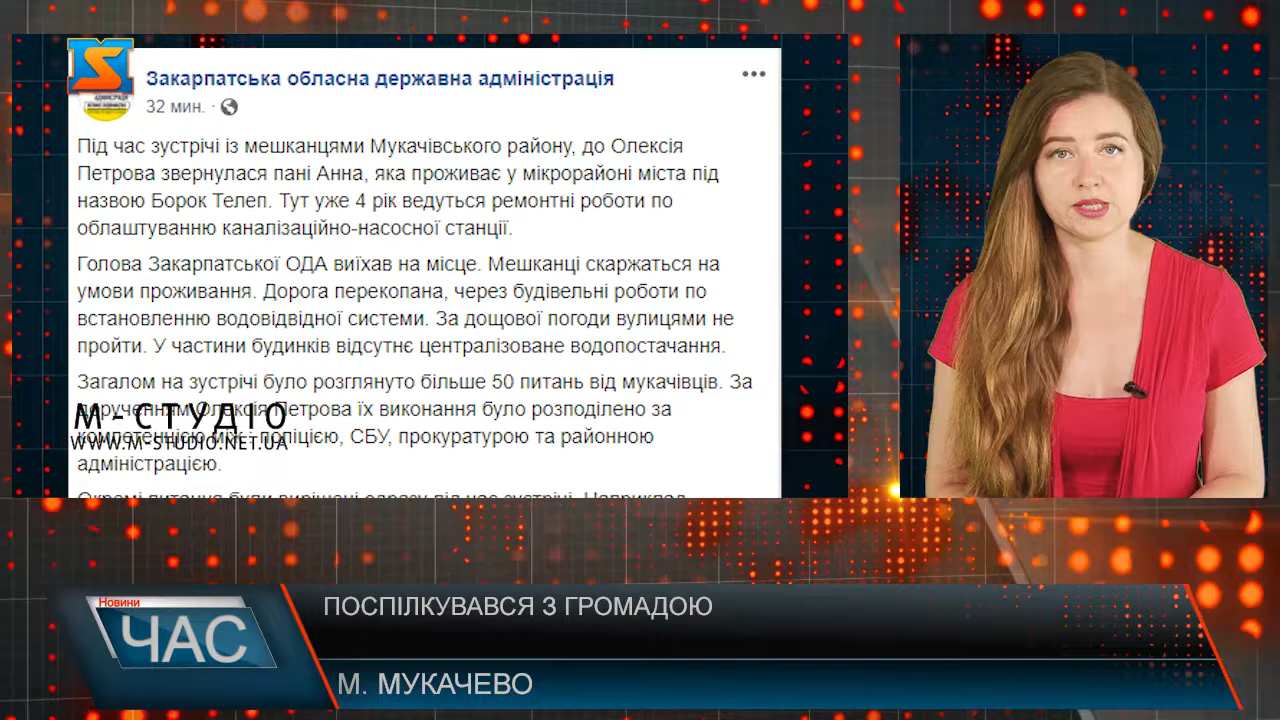 Закарпатська обласна державна адміністрація
32 мин. ·
Під час зустрічі із мешканцями Мукачівського району, до Олексія
Петрова звернулася пані Анна, яка проживає у мікрорайоні міста під
назвою Борок Телеп. Тут уже 4 рік ведуться ремонтні роботи по
облаштуванню каналізаційно-насосної станції.
Голова Закарпатської ОДА виїхав на місце. Мешканці скаржаться на
умови проживання. Дорога перекопана, через будівельні роботи по
встановленню водовідвідної системи. За дощової погоди вулицями не
пройти. У частини будинків відсутнє централізоване водопостачання.
Загалом на зустрічі було розглянуто більше 50 питань від мукачівців. За
дорученням Олексія Петрова їх виконання було розподілено за
компетенцією між: поліцією, СБУ, прокуратурою та районною
адміністрацією.
М-СТУДІО
WWW.M-STUDIO.NET.UA
Новини
ЧАС
ПОСПІЛКУВАВСЯ З ГРОМАДОЮ
М. МУКАЧЕВО